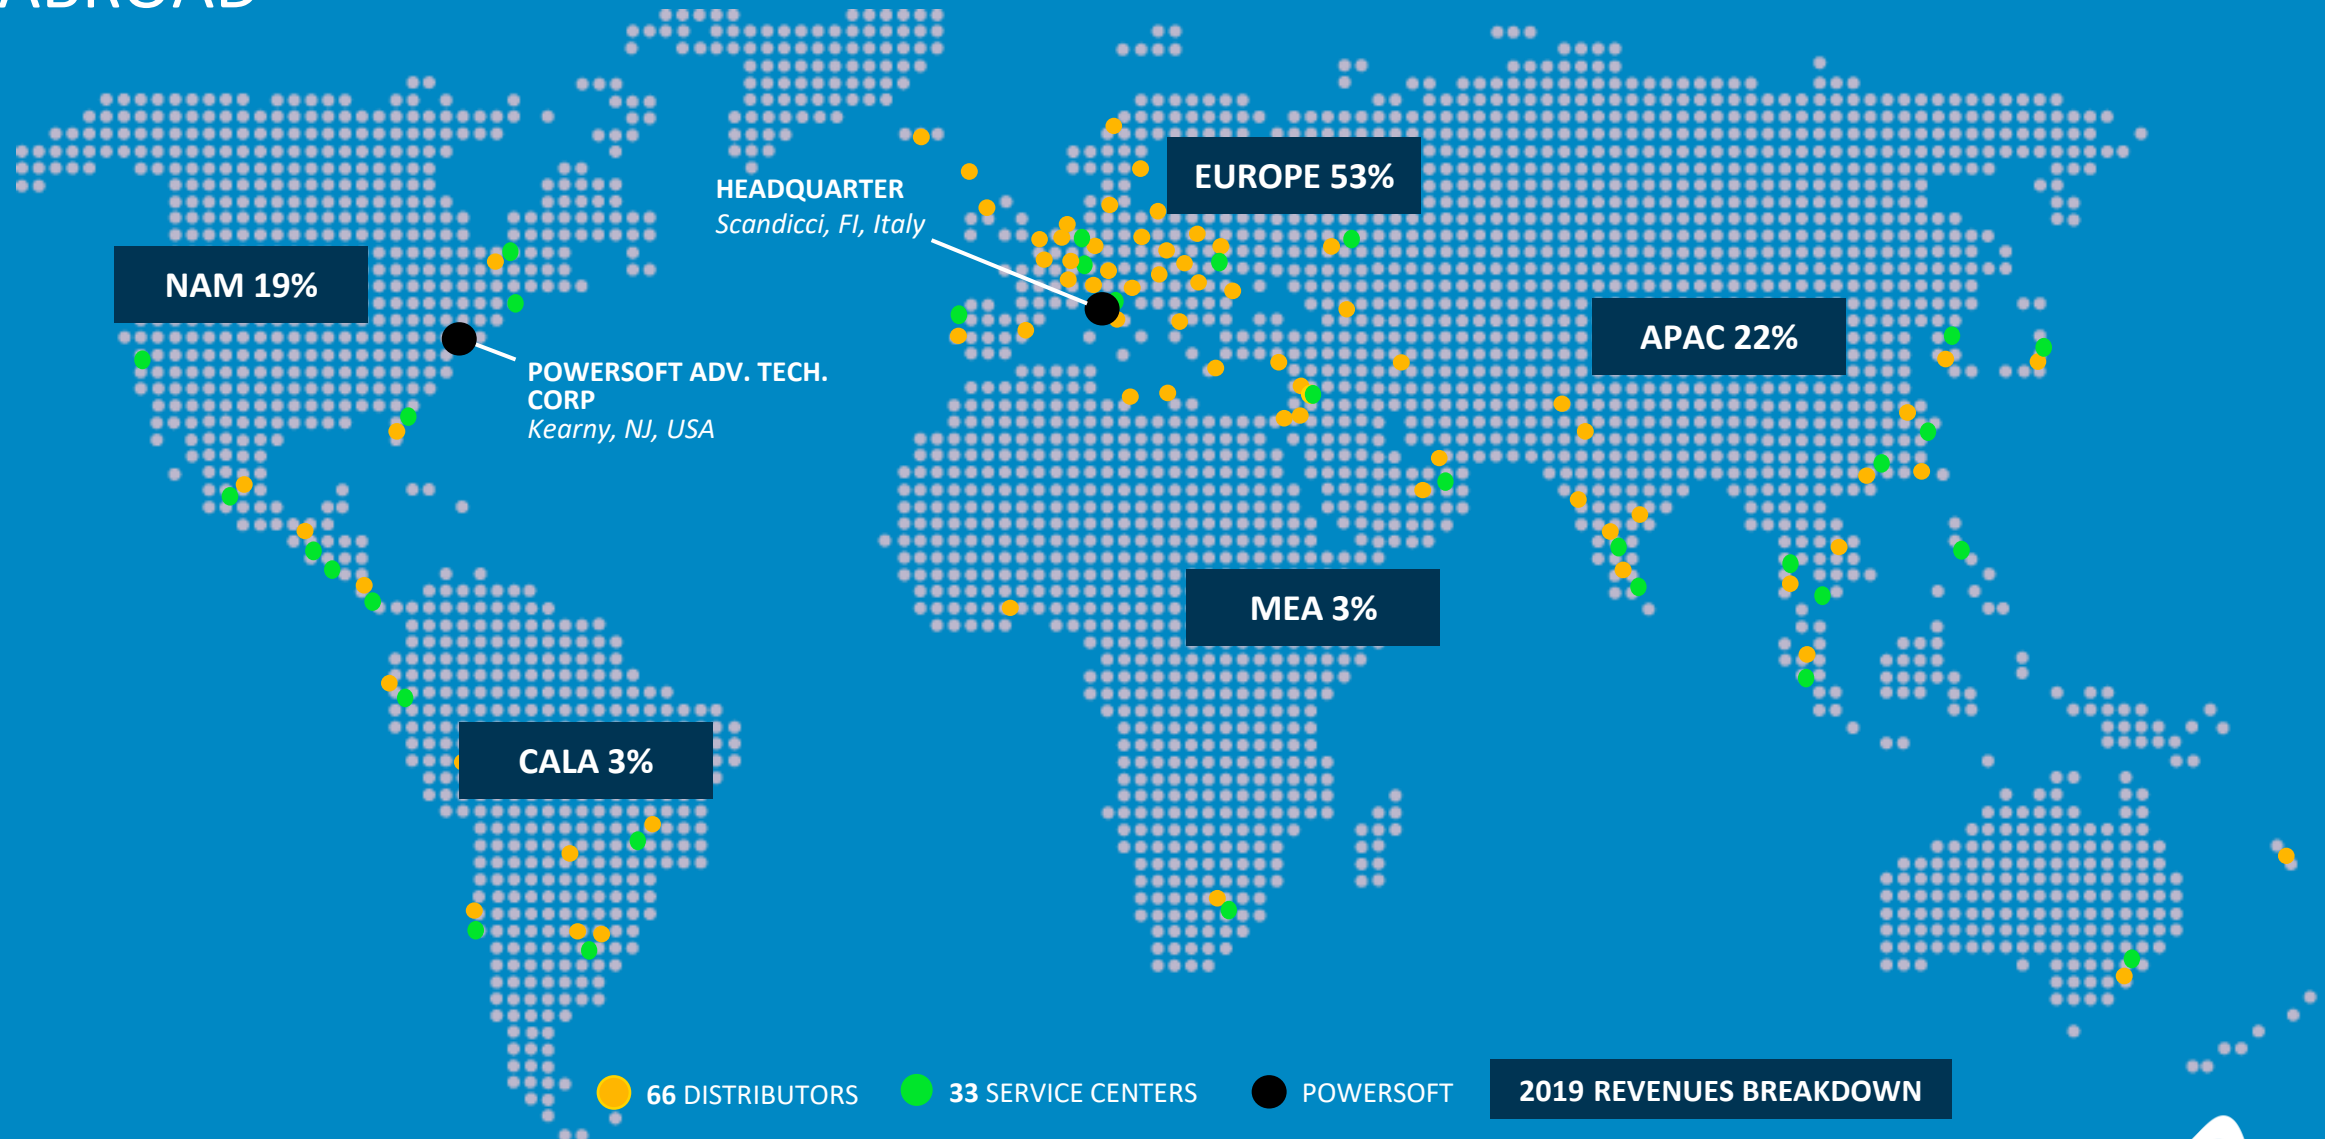 ABROAD
EUROPE 53%
HEADQUARTER
Scandicci, FI, Italy
NAM 19%
APAC 22%
POWERSOFT ADV. TECH.
CORP
Kearny, NJ, USA
MEA 3%
CALA 3%
66 DISTRIBUTORS
33 SERVICE CENTERS
POWERSOFT
2019 REVENUES BREAKDOWN